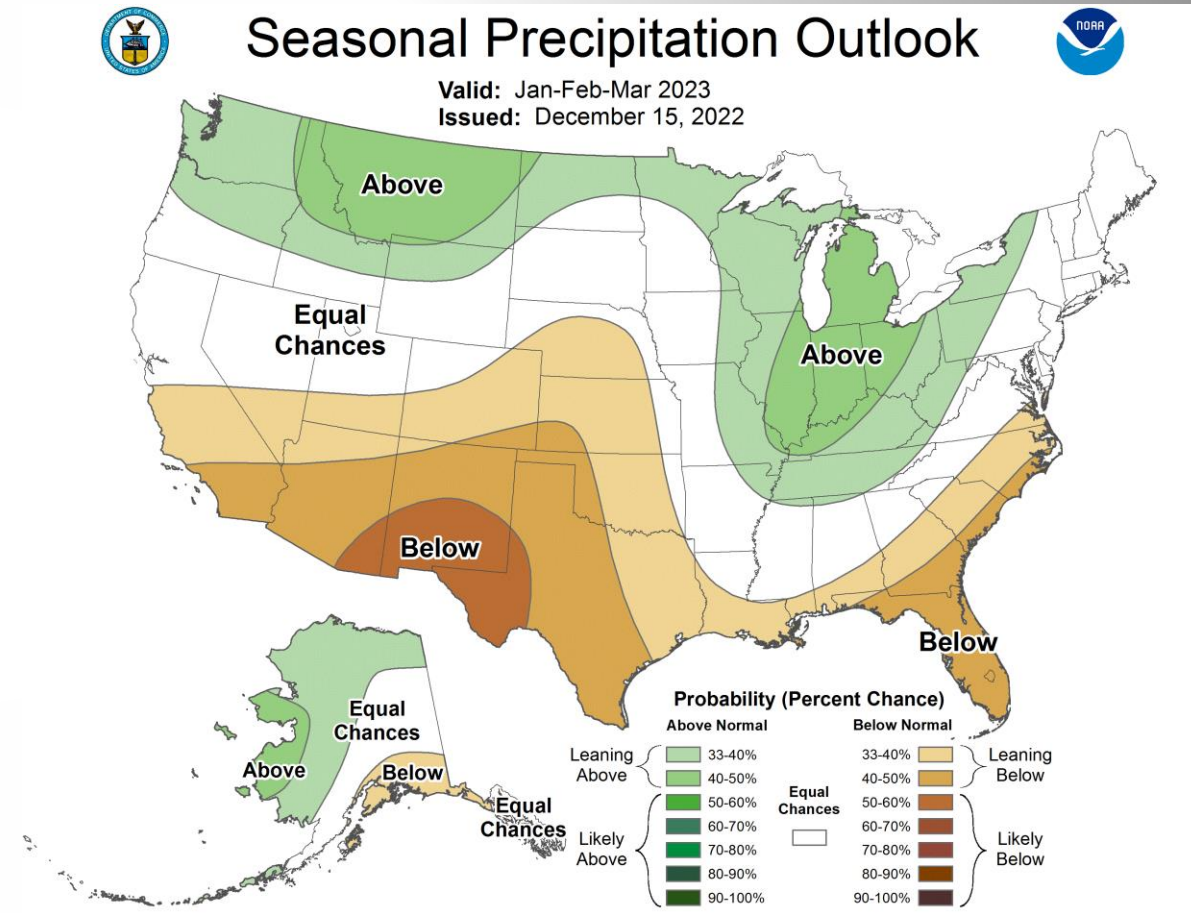 Seasonal Precipitation Outlook
NOAA
Valid: Jan-Feb-Mar 2023
Issued: December 15, 2022
Above
Equal
Chances
Above
Below
Below
Equal
Chances
Above
Below
Equal
Chances
Probability (Percent Chance)
Above Normal
Below Normal
Leaning
Above
33-40%
40-50%
Likely
Above
50-60%
60-70%
70-80%
80-90%
90-100%
Equal
Chances
33-40%
40-50%
Leaning
Below
50-60%
60-70%
70-80%
80-90%
90-100%
Likely
Below